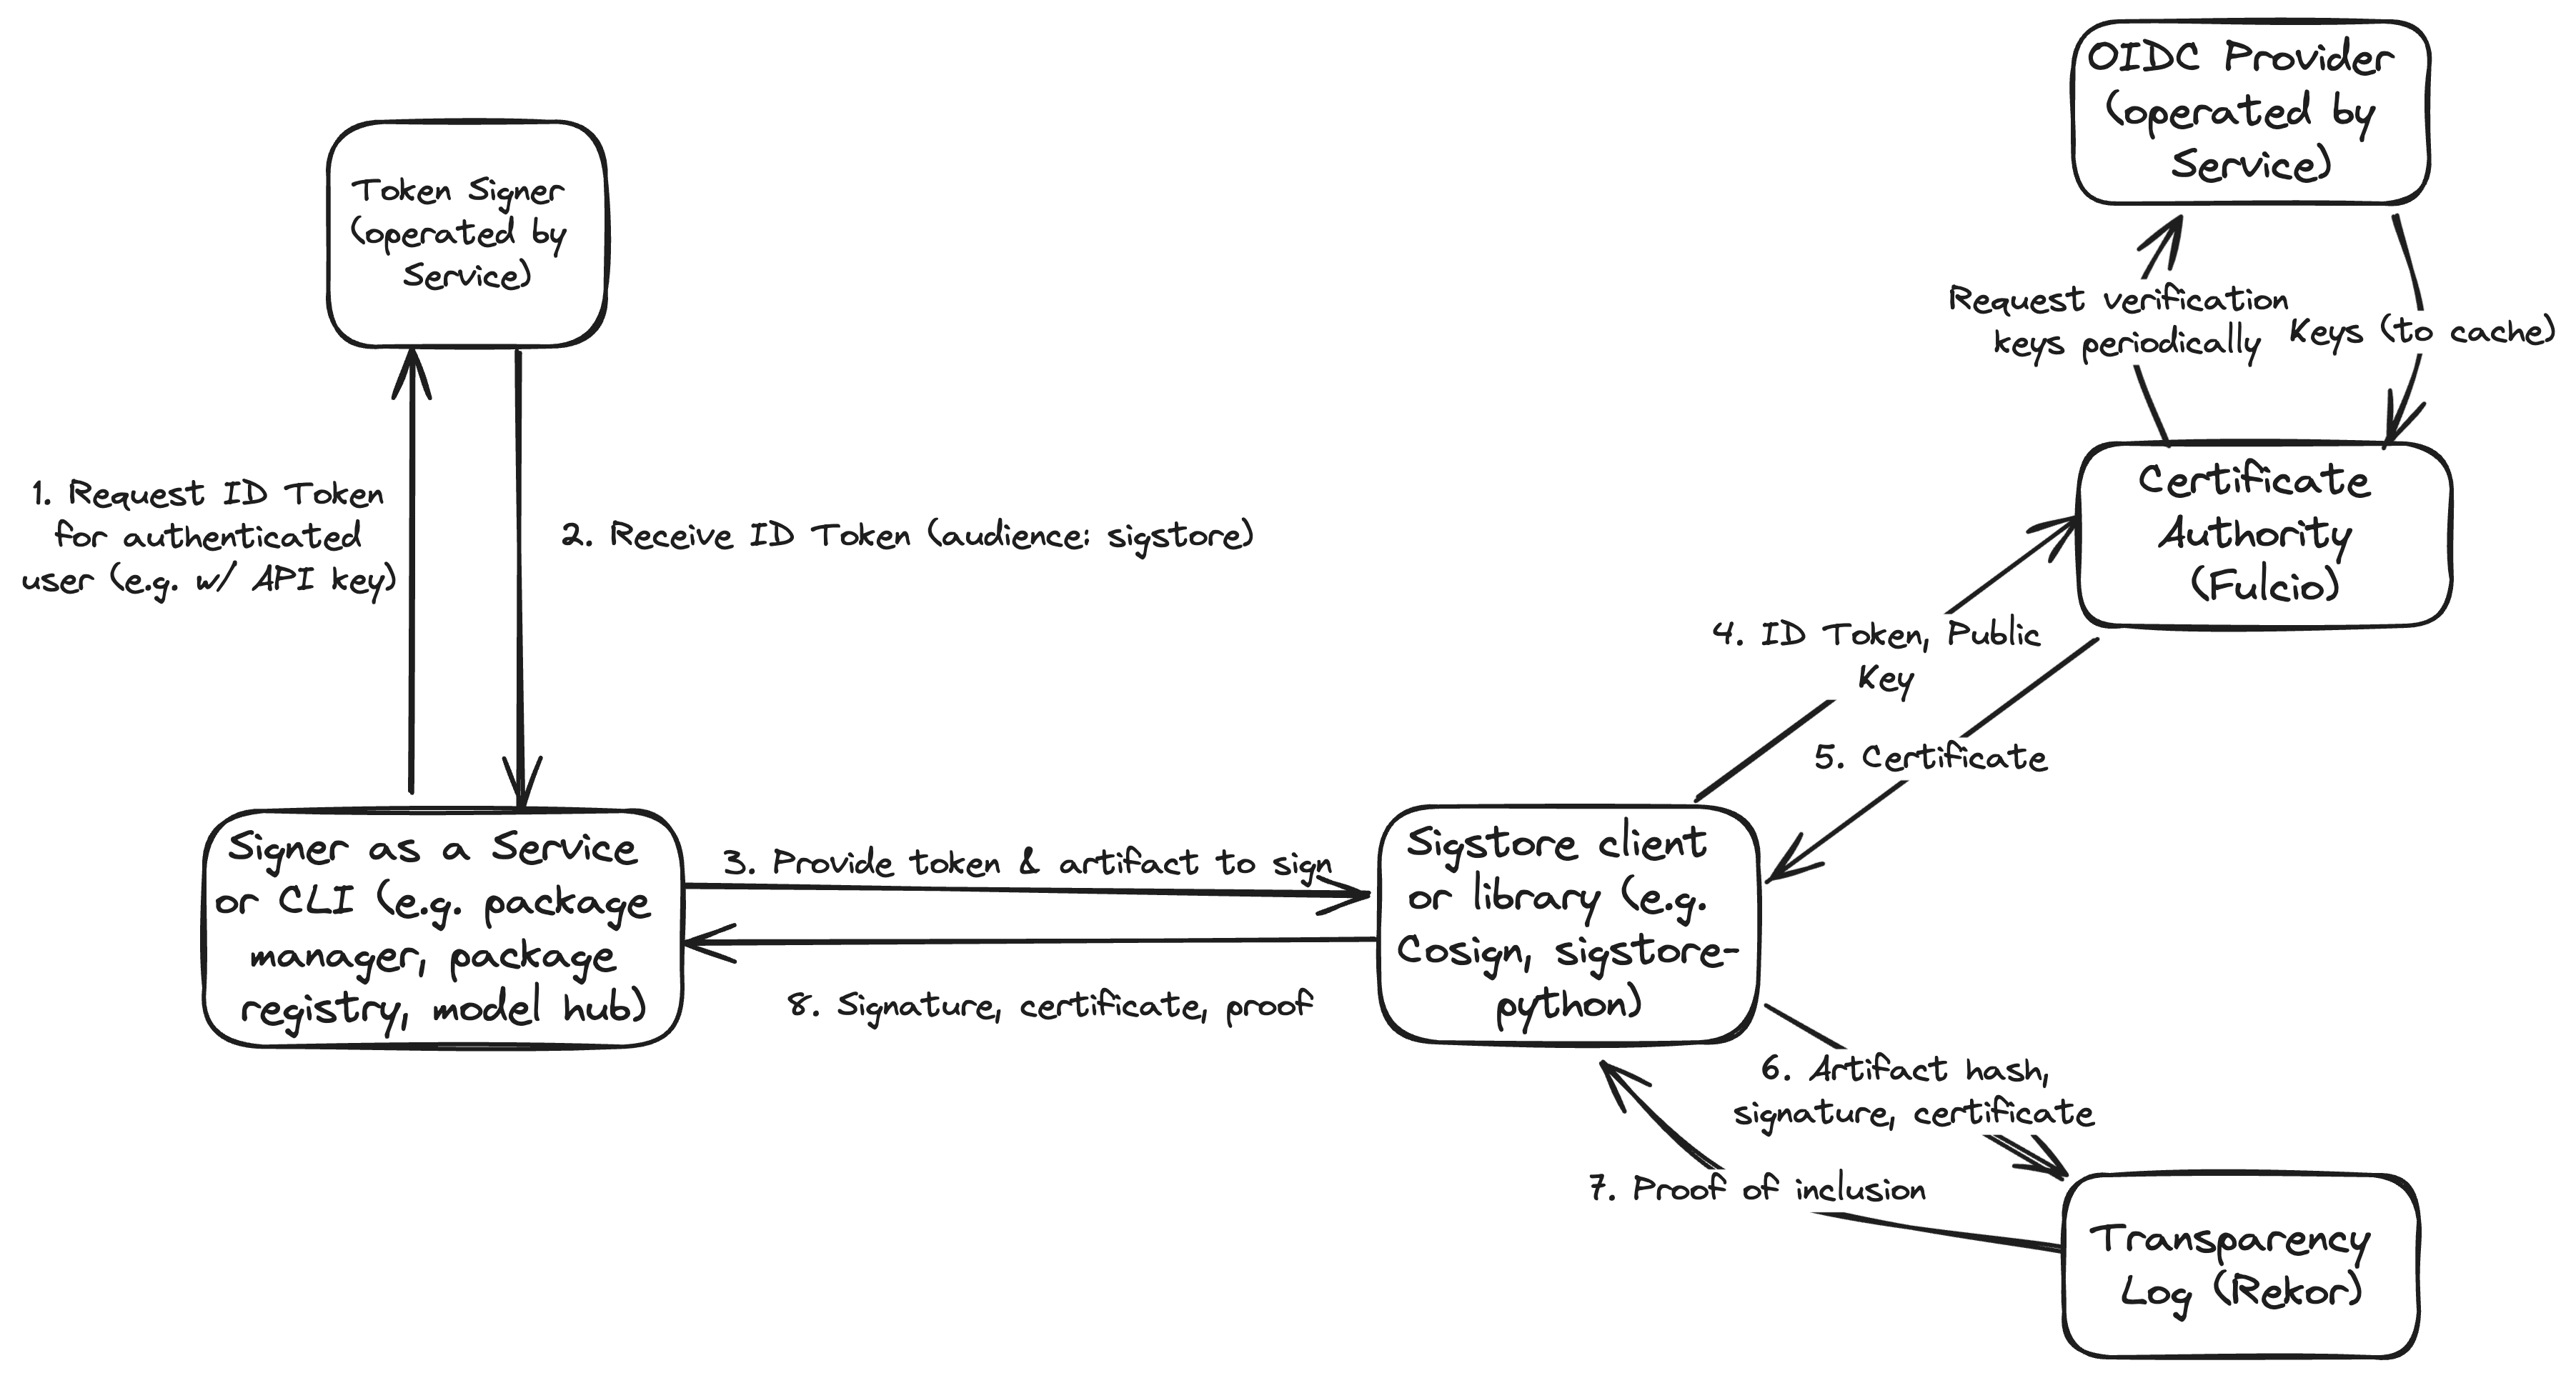 OIDC Provider
(operated by
Service)
Token Signer
(operated by
Service)
Request verification
keys periodically
Keys (to cache)
1. Request ID Token
for authenticated
user (e.g. w/ API key)
2. Receive ID Token (audience: sigstore)
Certificate
Authority
(Fulcio)
4. ID Token, Public
Key
5. Certificate
Signer as a Service
or CLI (e.g. package
manager, package
registry, model hub)
3. Provide token & artifact to sign
8. Signature, certificate, proof
Sigstore client
or library (e.g.
Cosign, sigstore-
python)
6. Artifact hash,
signature, certificate
7. Proof of inclusion
Transparency
Log (Rekor)